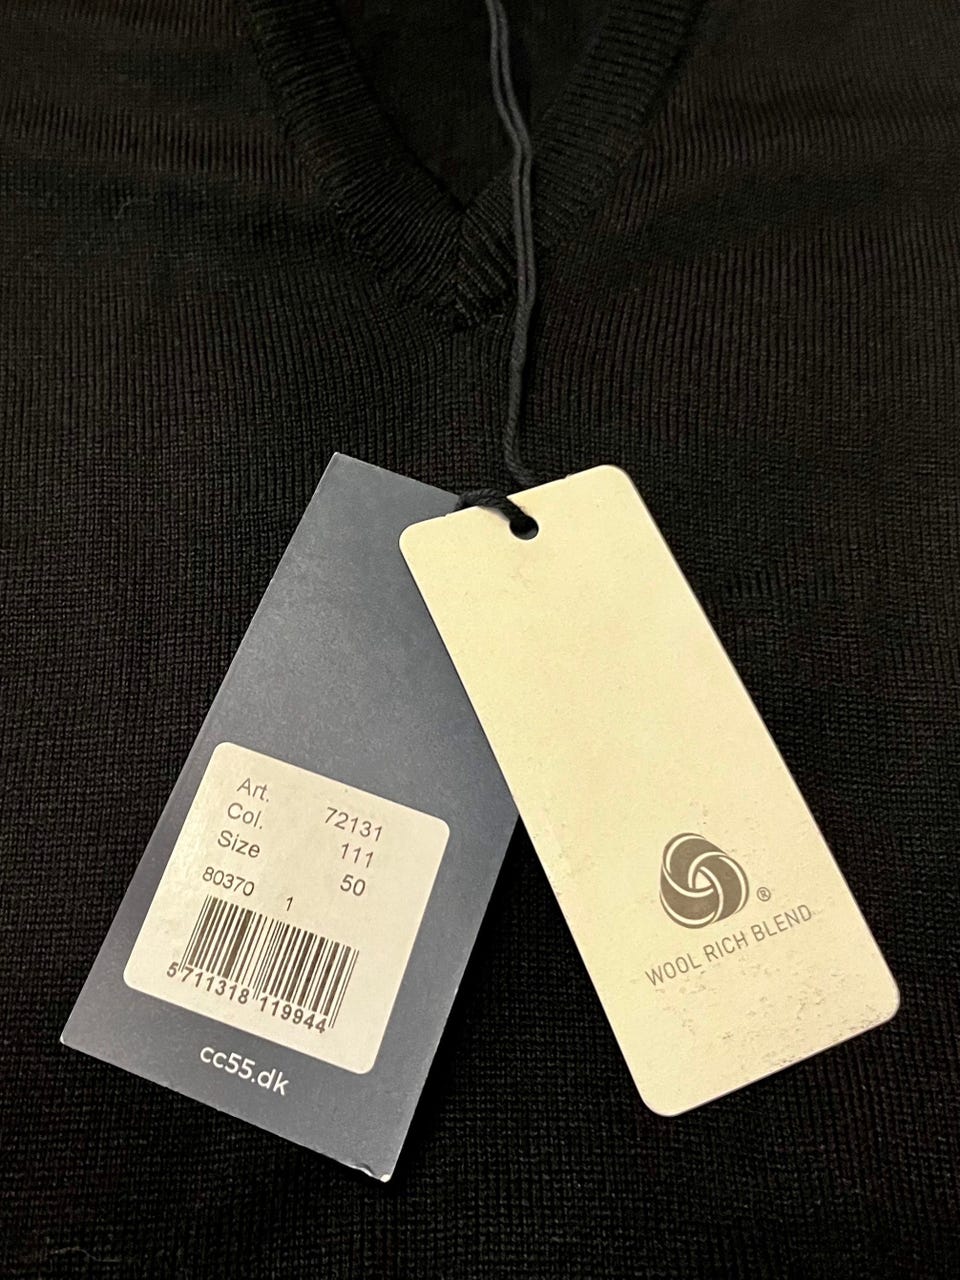 Art. 72131
Col. 111
Size 50
80370 1
5 711318 119944
cc55.dk
®
WOOL RICH BLEND